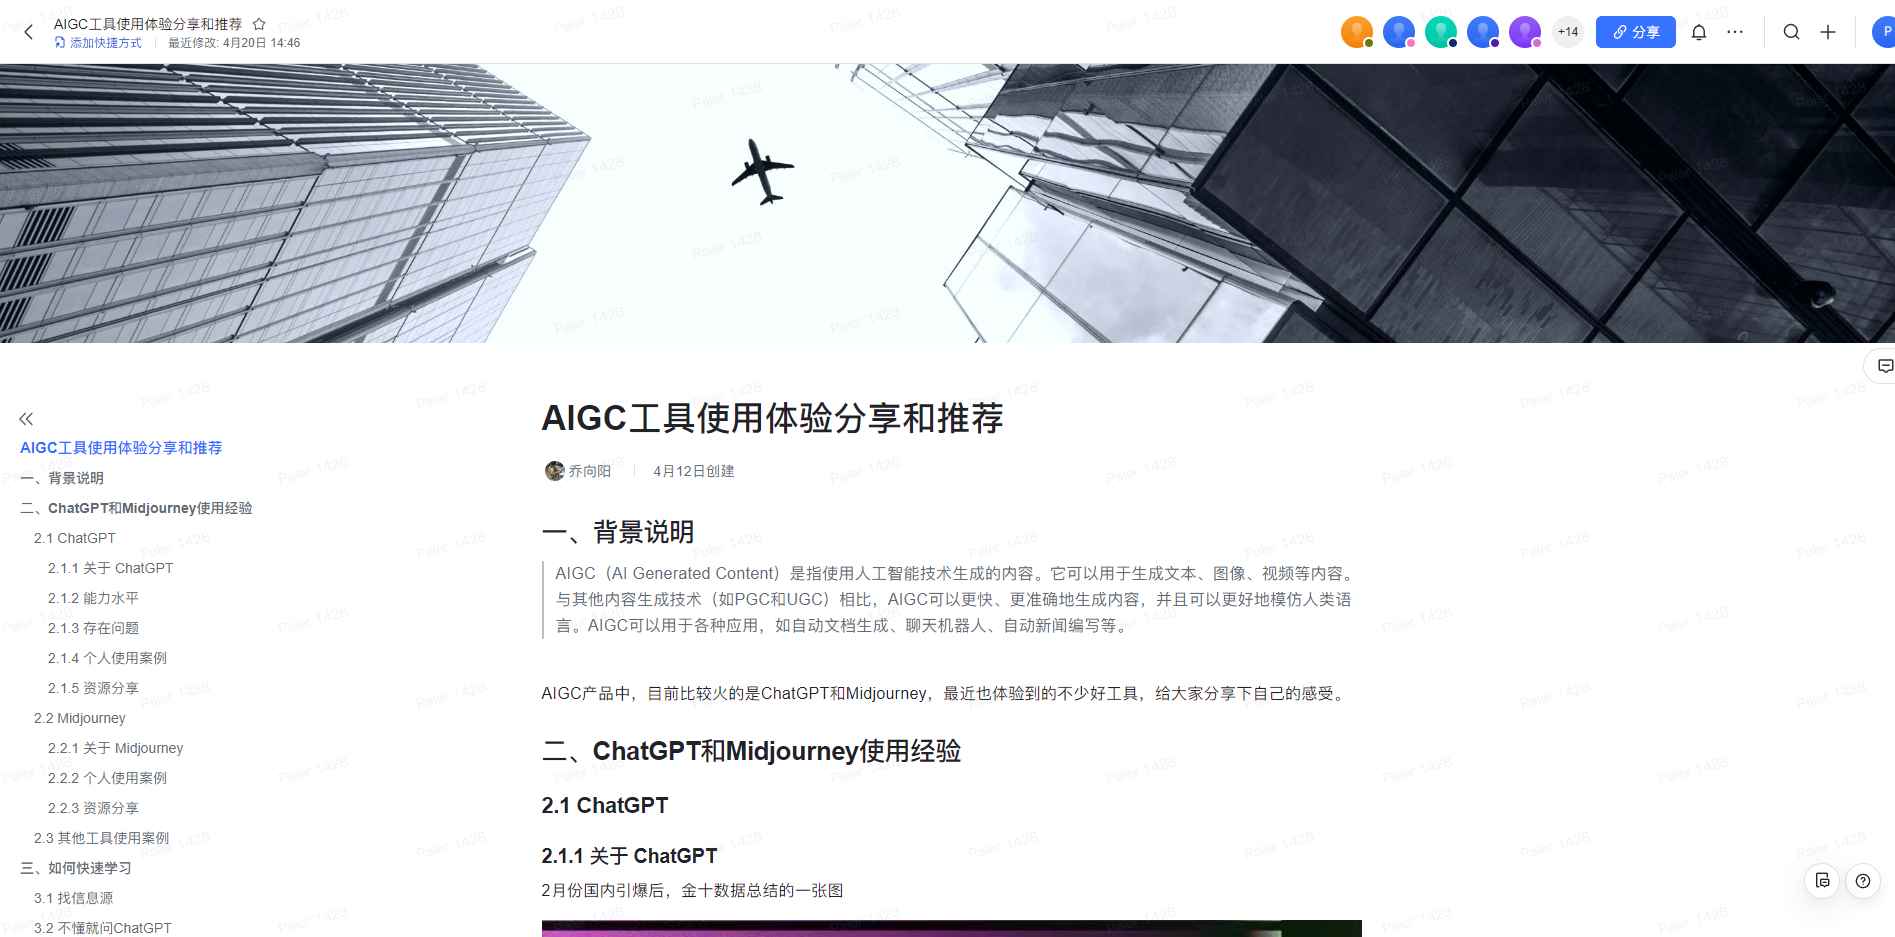 AIGC工具使用体验分享和推荐
添加快捷方式
最近修改: 4月20日 14:46
+14
分享
P
AIGC工具使用体验分享和推荐
一、背景说明
二、ChatGPT和Midjourney使用经验
2.1 ChatGPT
2.1.1 关于 ChatGPT
2.1.2 能力水平
2.1.3 存在问题
2.1.4 个人使用案例
2.1.5 资源分享
2.2 Midjourney
2.2.1 关于 Midjourney
2.2.2 个人使用案例
2.2.3 资源分享
2.3 其他工具使用案例
三、如何快速学习
3.1 找信息源
3.2 不懂就问ChatGPT
AIGC工具使用体验分享和推荐
乔向阳
4月12日创建
一、背景说明
AIGC（AI Generated Content）是指使用人工智能技术生成的内容。它可以用于生成文本、图像、视频等内容。
与其他内容生成技术（如PGC和UGC）相比，AIGC可以更快、更准确地生成内容，并且可以更好地模仿人类语
言。AIGC可以用于各种应用，如自动文档生成、聊天机器人、自动新闻编写等。
AIGC产品中，目前比较火的是ChatGPT和Midjourney，最近也体验到的不少好工具，给大家分享下自己的感受。
二、ChatGPT和Midjourney使用经验
2.1 ChatGPT
2.1.1 关于 ChatGPT
2月份国内引爆后，金十数据总结的一张图